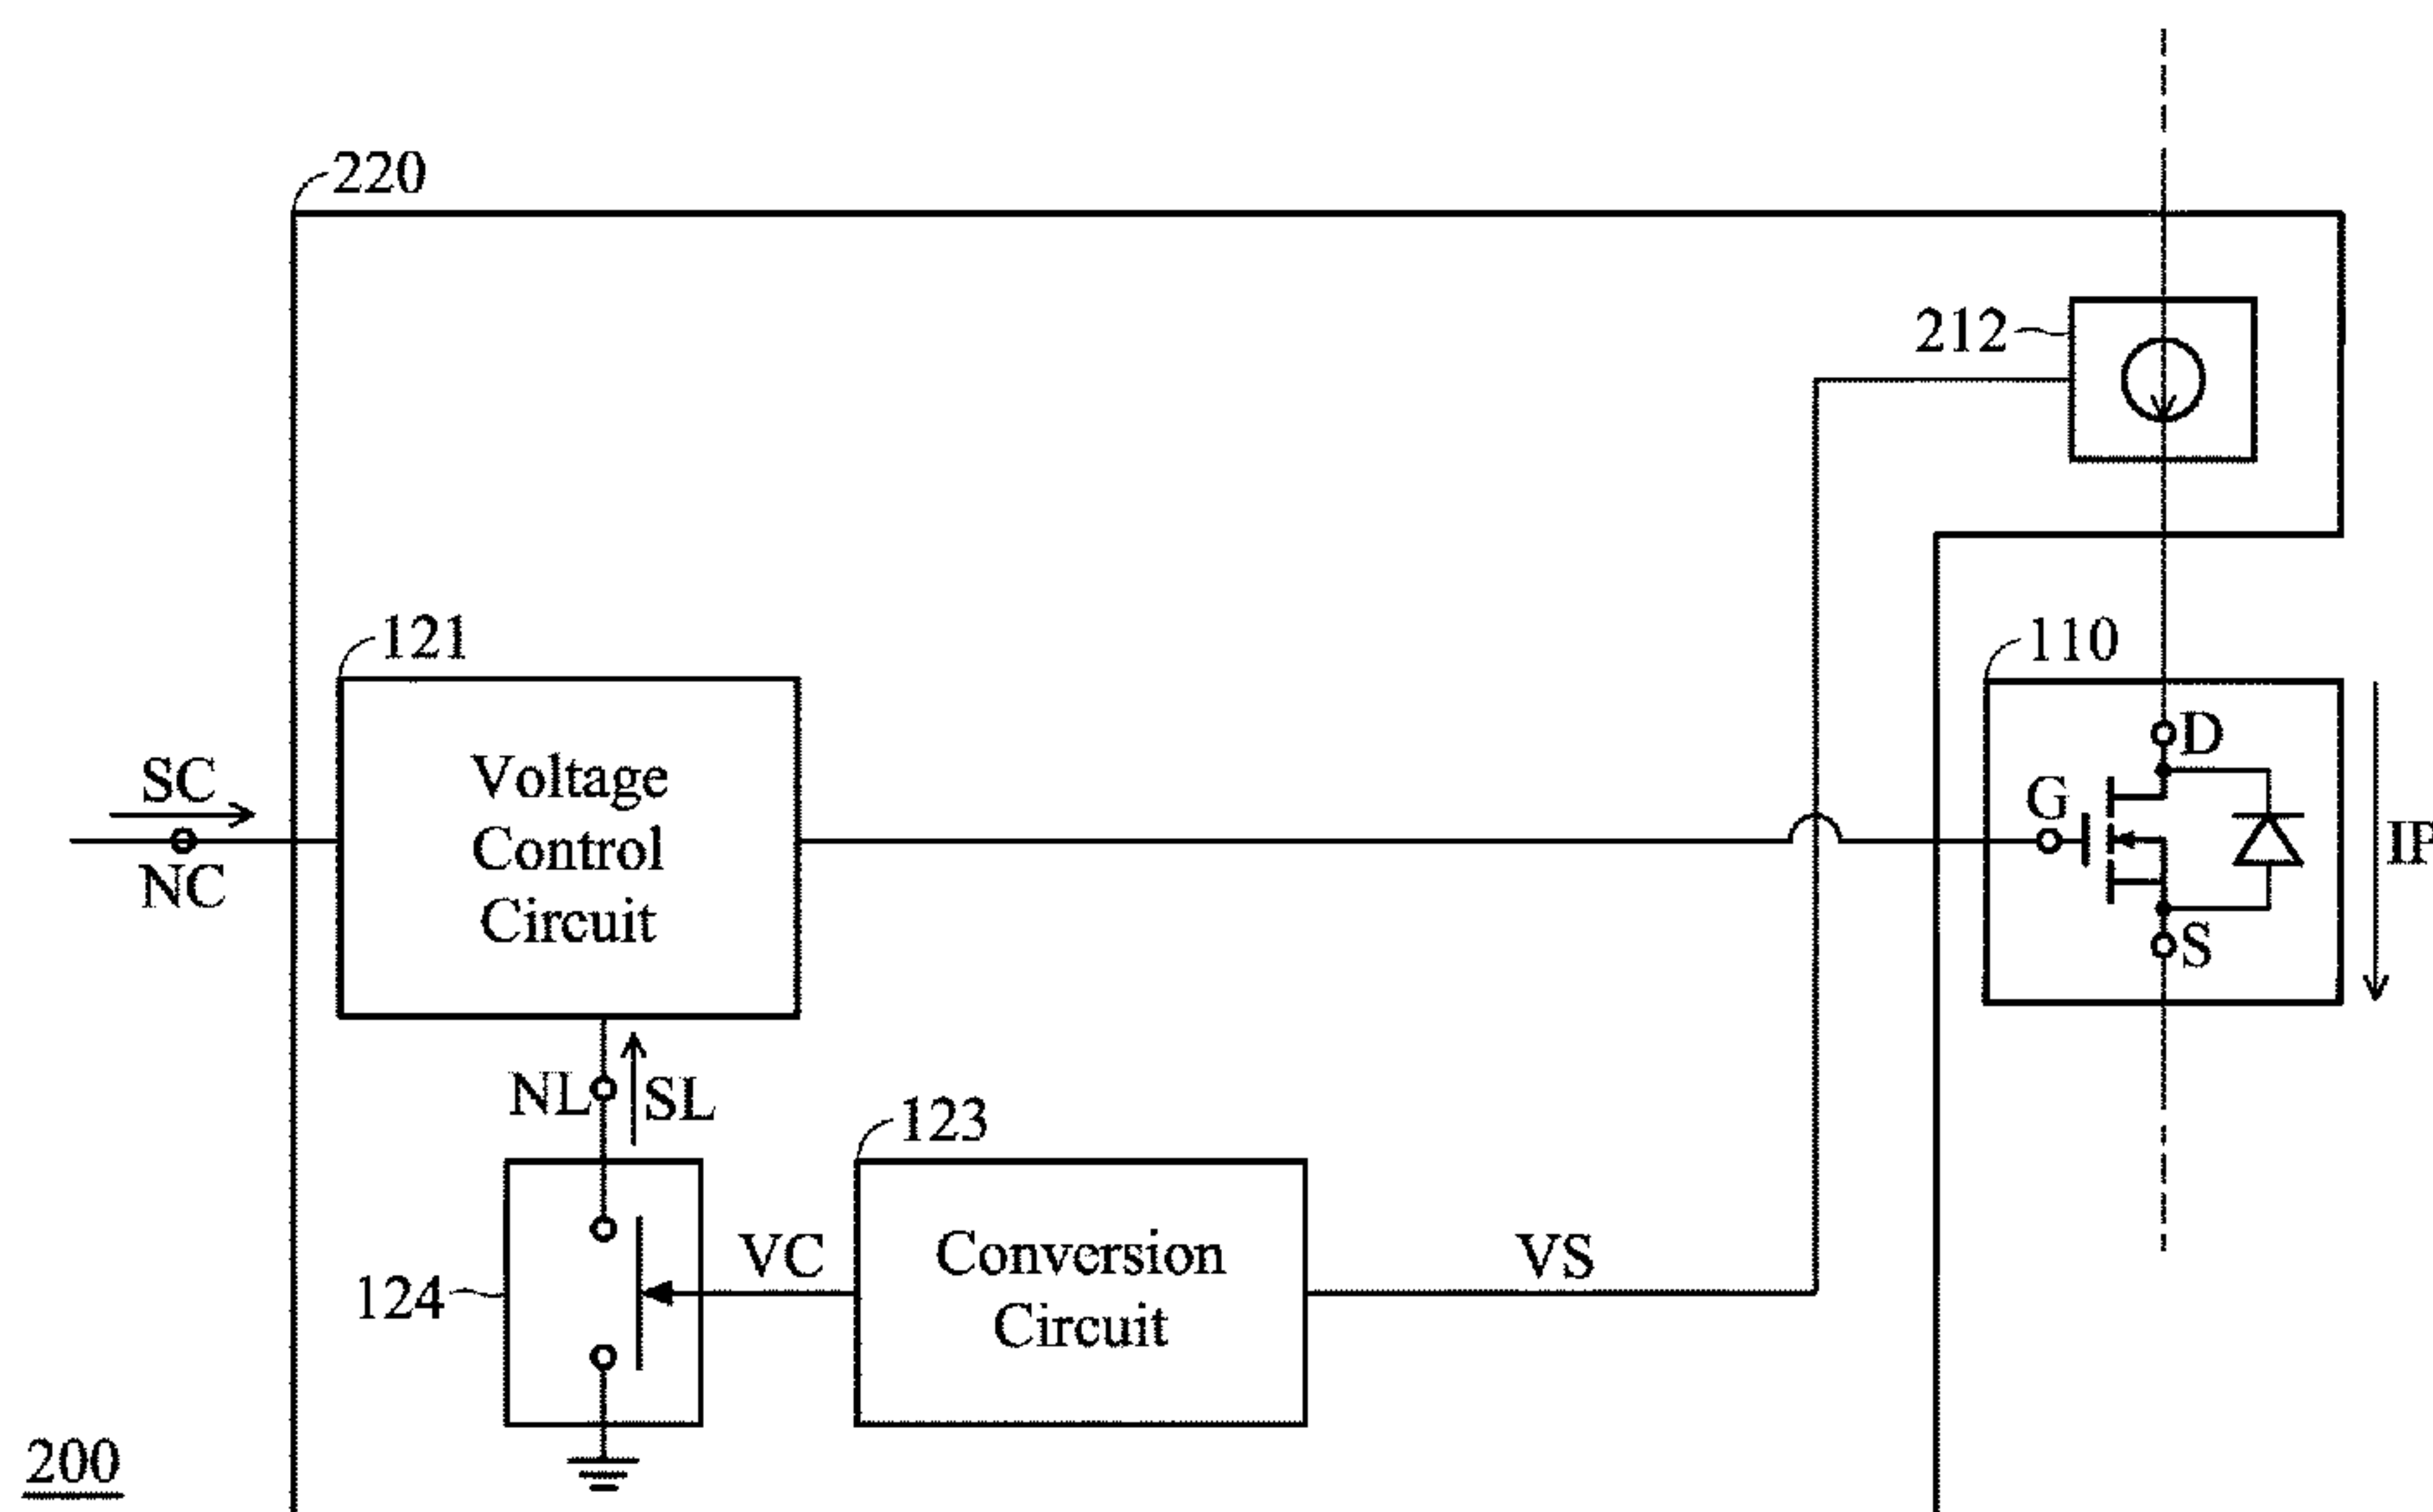 220
212
121
110
D
SC
Voltage
G
Control
IP
NC
Circuit
S
NL
SL
123
VC
Conversion
VS
124
Circuit
200